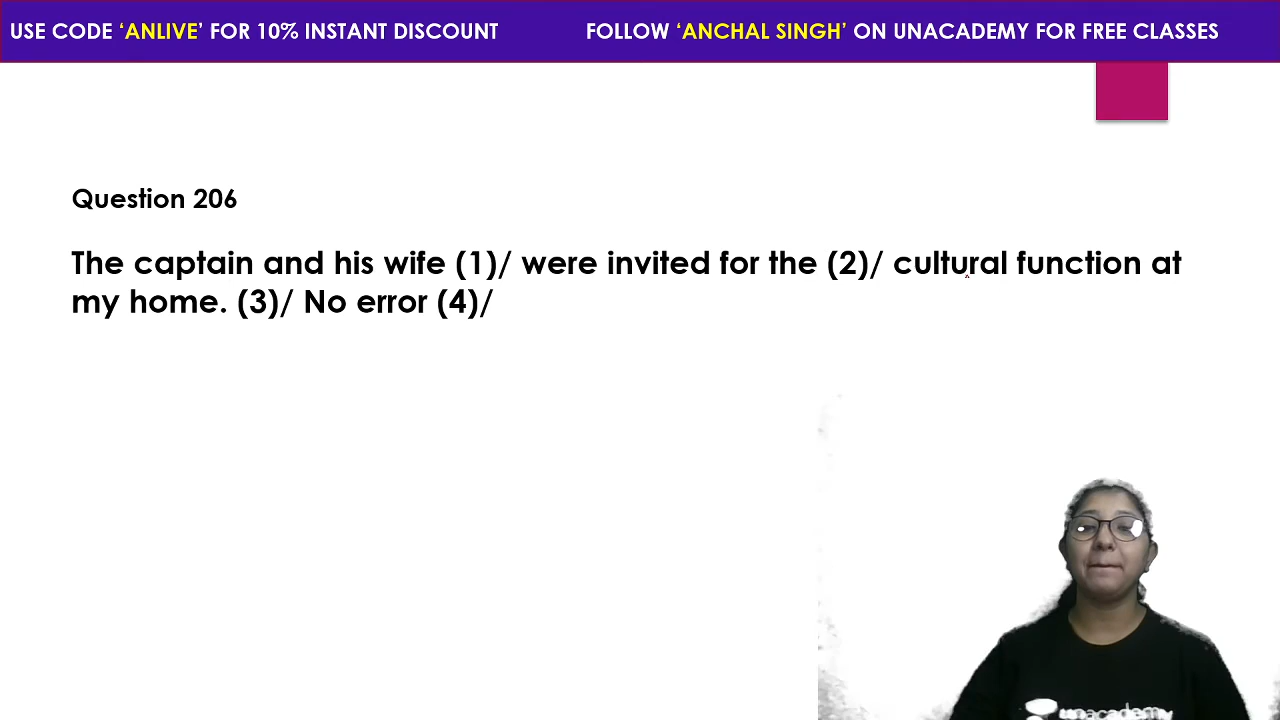 USE CODE ‘ANLIVE’ FOR 10% INSTANT DISCOUNT FOLLOW ‘ANCHAL SINGH’ ON UNACADEMY FOR FREE CLASSES
Question 206
The captain and his wife (1)/ were invited for the (2)/ cultural function at
my home. (3)/ No error (4)/
unacademy